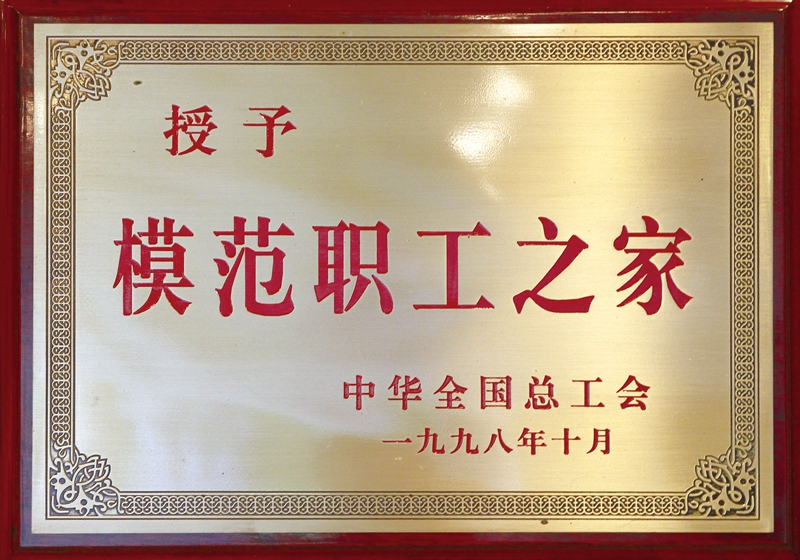 授予
模范职工之家
中华全国总工会
一九九八年十月